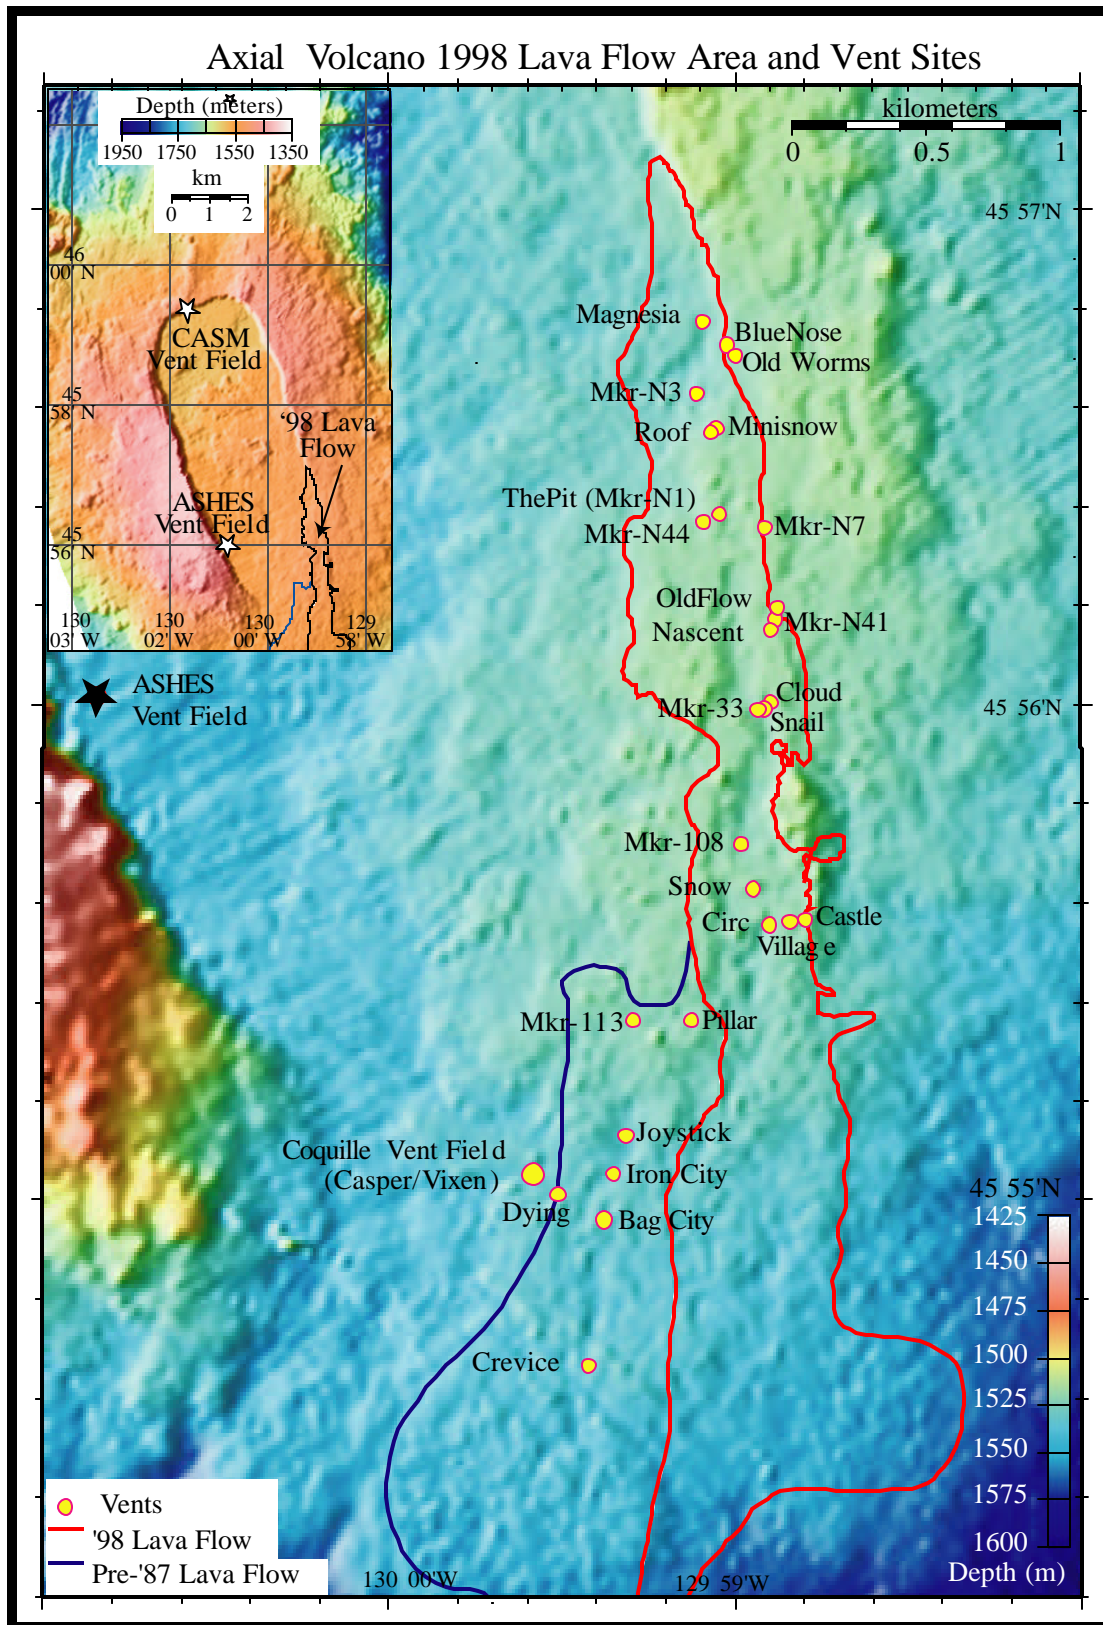 Axial Volcano 1998 Lava Flow Area and Vent Sites
Depth (meters)
1950 1750 1550 1350
km
0 1 2
kilometers
0 0.5 1
45 57'N
46
00' N
CASM
Vent Field
45
58' N
'98 Lava
Flow
ASHES
Vent Field
45
56' N
130
03' W
130
02' W
130
00' W
129
58' W
Magnesia
BlueNose
Old Worms
Mkr-N3
Roof
Minisnow
ThePit (Mkr-N1)
Mkr-N44
Mkr-N7
OldFlow
Nascent
Mkr-N41
ASHES
Vent Field
Cloud
Mkr-33
Snail
45 56'N
Mkr-108
Snow
Circ
Castle
Village
Mkr-113
Pillar
Joystick
Coquille Vent Field
(Casper/Vixen)
Iron City
Dying
Bag City
45 55'N
1425
1450
1475
1500
1525
1550
1575
1600
Depth (m)
Crevice
Vents
'98 Lava Flow
Pre-'87 Lava Flow
130 00'W
129 59'W